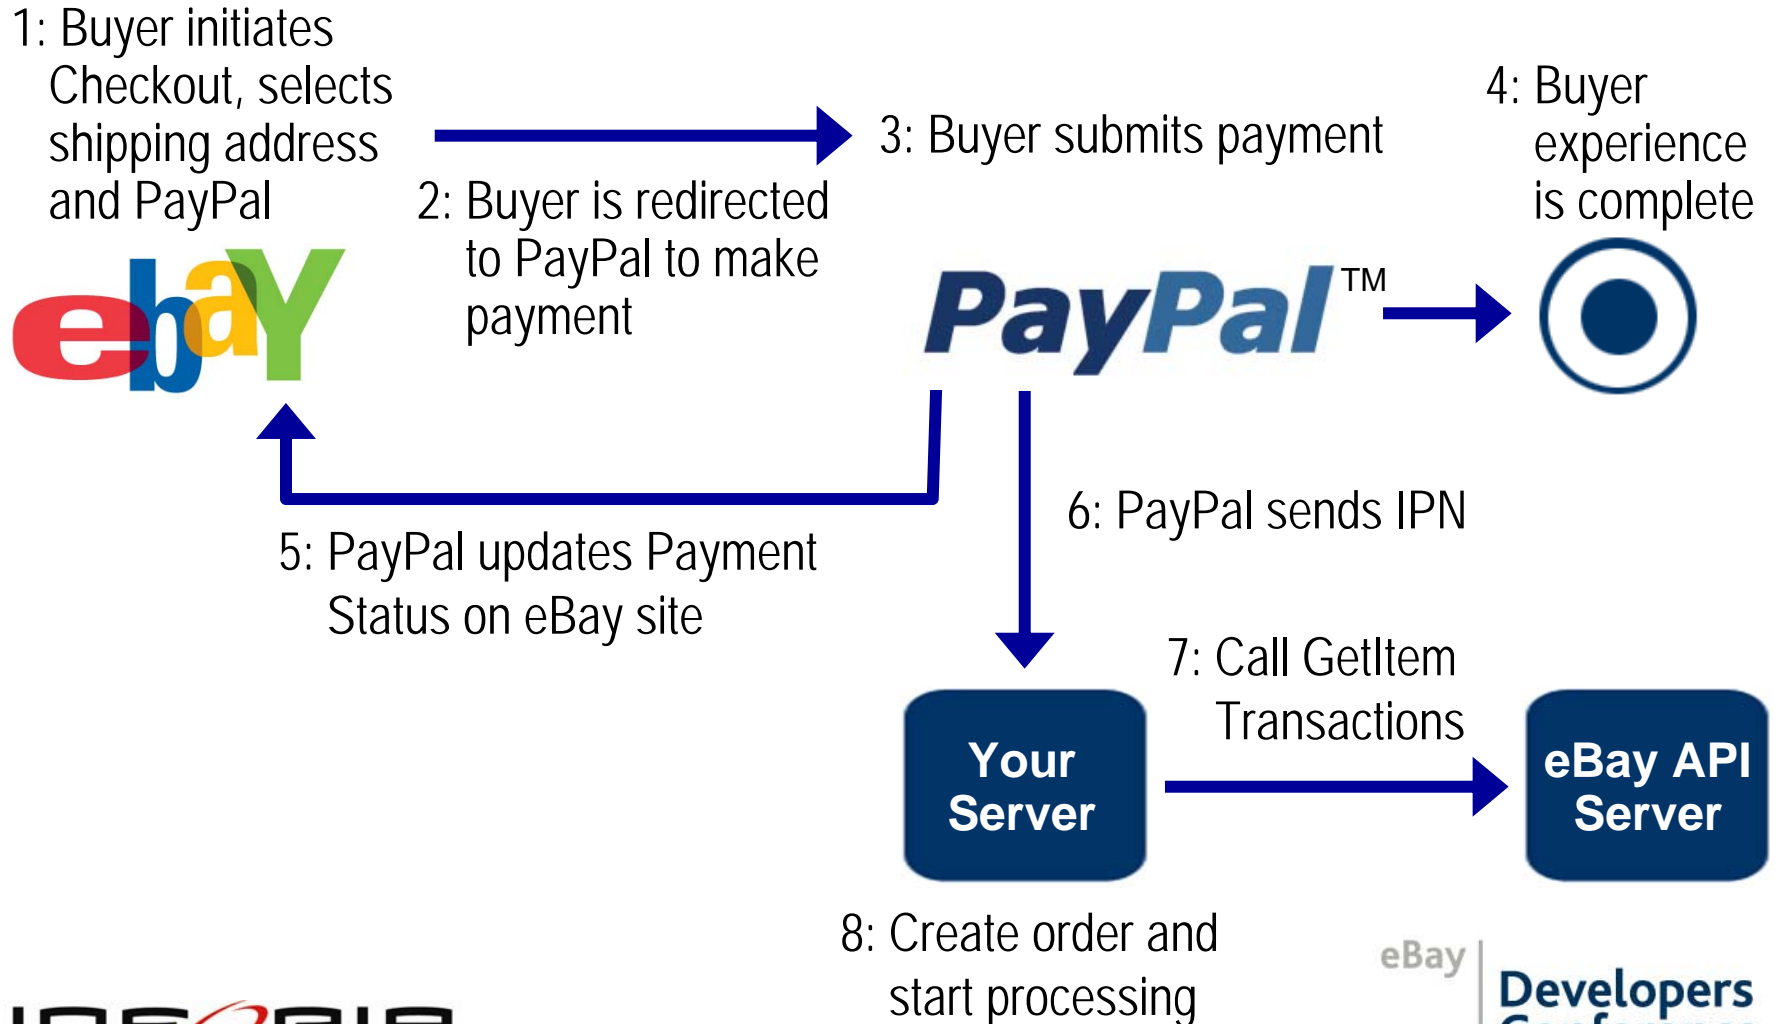 1: Buyer initiates
Checkout, selects
shipping address
and PayPal
2: Buyer is redirected
to PayPal to make
payment
3: Buyer submits payment
4: Buyer
experience
is complete
ebaY
PayPal™
5: PayPal updates Payment
Status on eBay site
6: PayPal sends IPN
7: Call GetItem
Transactions
Your
Server
eBay API
Server
8: Create order and
start processing
eBay
Developers